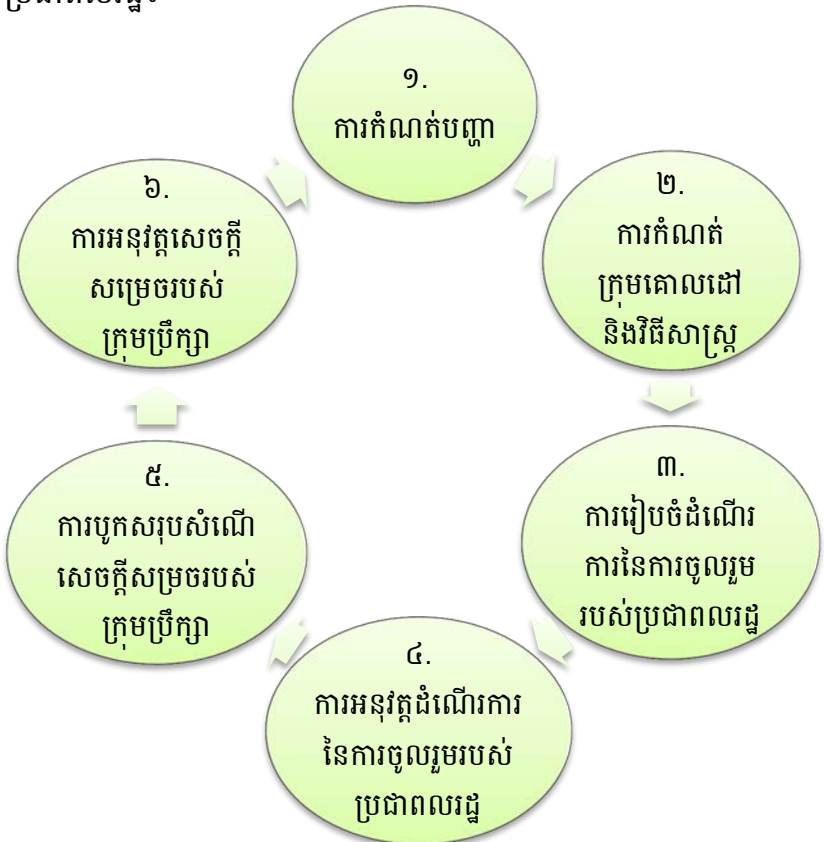 ១.
ការកំណត់បញ្ហា
២.
ការកំណត់
ក្រុមគោលដៅ
និងវិធីសាស្ត្រ
៣.
ការរៀបចំដំណើរ
ការនៃការចូលរួម
របស់ប្រជាពលរដ្ឋ
៤.
ការអនុវត្តដំណើរការ
នៃការចូលរួមរបស់
ប្រជាពលរដ្ឋ
៥.
ការបូកសរុបសំណើ
សេចក្តីសម្រចរបស់
ក្រុមប្រឹក្សា
៦.
ការអនុវត្តសេចក្តី
សម្រេចរបស់
ក្រុមប្រឹក្សា